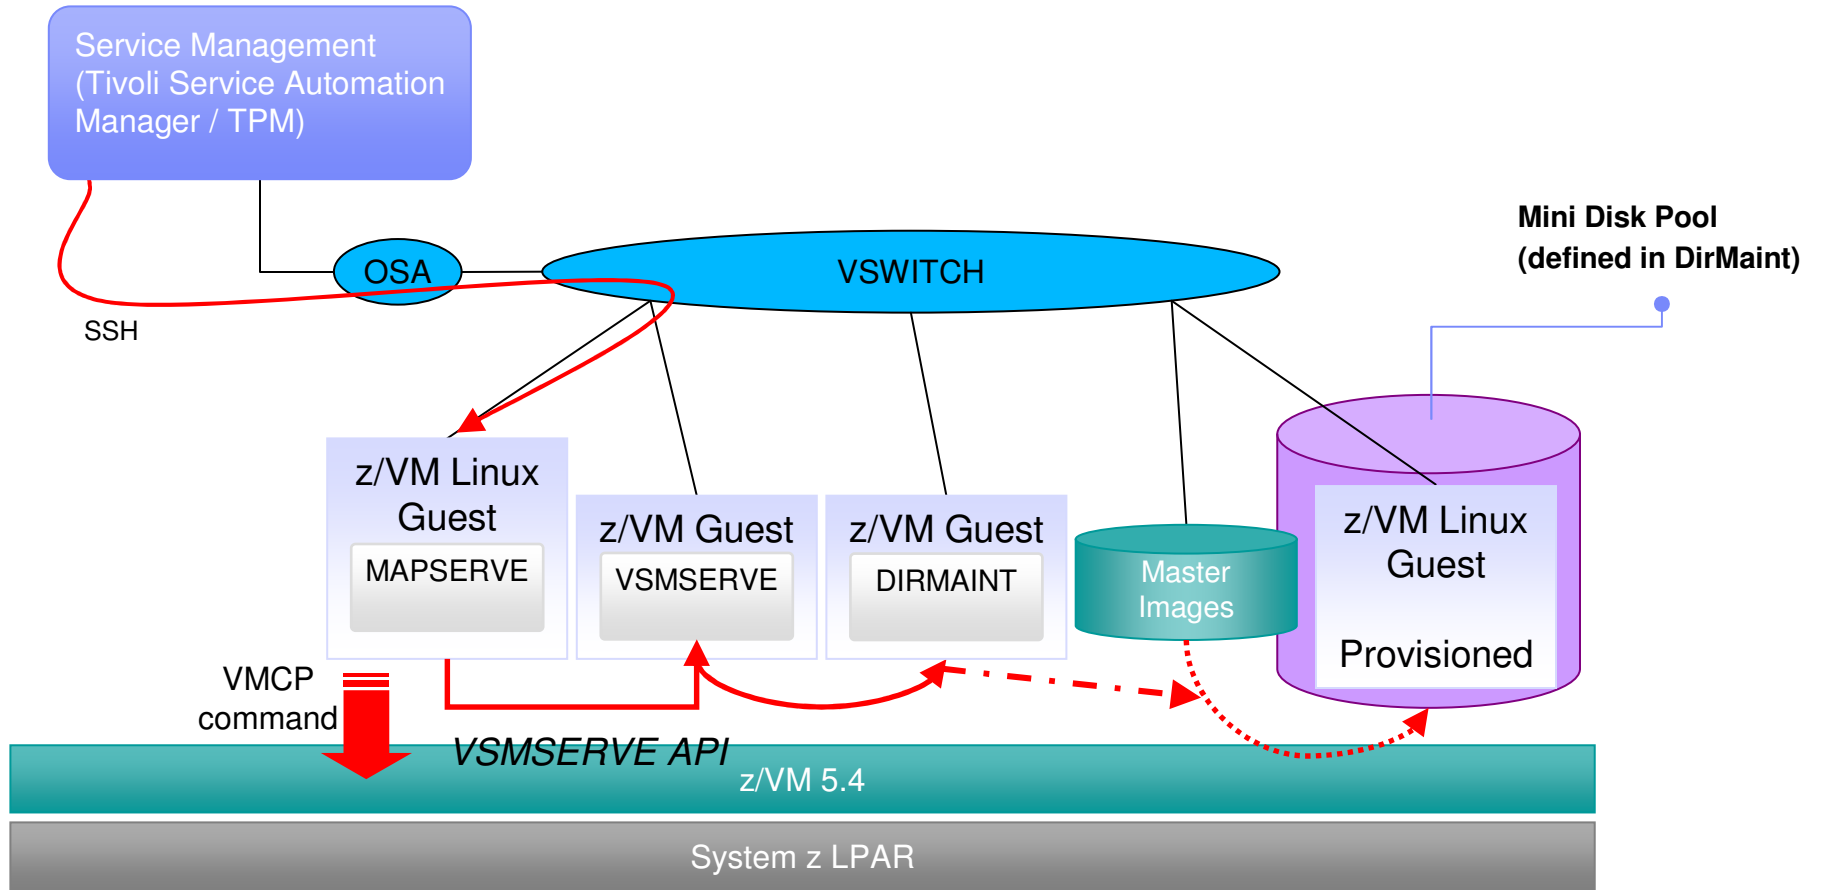 Service Management
(Tivoli Service Automation
Manager / TPM)
Mini Disk Pool
(defined in DirMaint)
OSA
VSWITCH
SSH
z/VM Linux
Guest
MAPSERVE
z/VM Guest
VSMSERVE
z/VM Guest
DIRMAINT
Master
Images
z/VM Linux
Guest
Provisioned
VMCP
command
VSMSERVE API
z/VM 5.4
System z LPAR